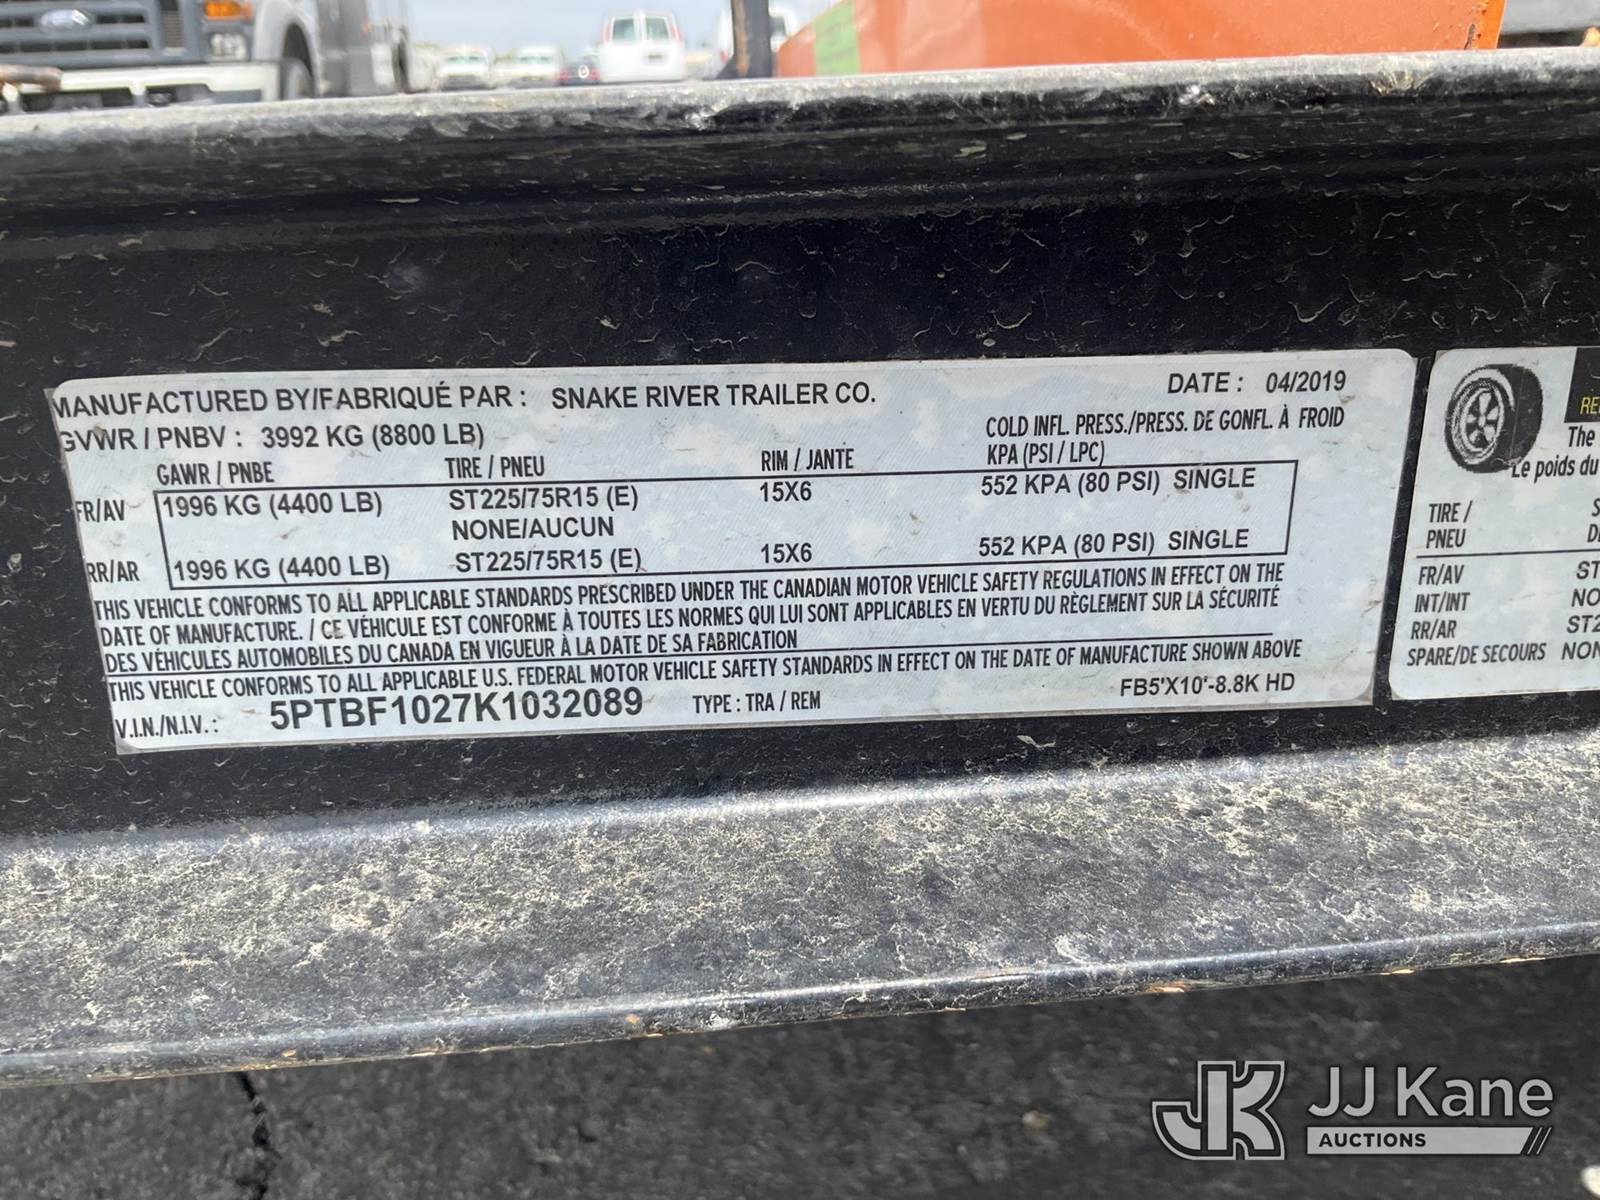 MANUFACTURED BY/FABRIQUÉ PAR : SNAKE RIVER TRAILER CO. DATE : 04/2019
GVWR / PNBV : 3992 KG (8800 LB) COLD INFL. PRESS./PRESS. DE GONFL. À FROID
GAWR / PNBE TIRE / PNEU RIM / JANTE KPA (PSI / LPC)
FR/AV 1996 KG (4400 LB) ST225/75R15 (E) 15X6 552 KPA (80 PSI) SINGLE
NONE/AUCUN
RR/AR 1996 KG (4400 LB) ST225/75R15 (E) 15X6 552 KPA (80 PSI) SINGLE
THIS VEHICLE CONFORMS TO ALL APPLICABLE STANDARDS PRESCRIBED UNDER THE CANADIAN MOTOR VEHICLE SAFETY REGULATIONS IN EFFECT ON THE
DATE OF MANUFACTURE. / CE VÉHICULE EST CONFORME À TOUTES LES NORMES QUI LUI SONT APPLICABLES EN VERTU DU RÈGLEMENT SUR LA SÉCURITÉ
DES VÉHICULES AUTOMOBILES DU CANADA EN VIGUEUR À LA DATE DE SA FABRICATION
THIS VEHICLE CONFORMS TO ALL APPLICABLE U.S. FEDERAL MOTOR VEHICLE SAFETY STANDARDS IN EFFECT ON THE DATE OF MANUFACTURE SHOWN ABOVE
V.I.N./N.I.V. : 5PTBF1027K1032089 TYPE : TRA / REM FB5'X10'-8.8K HD
The
Le poids du
TIRE /
PNEU
FR/AV ST
INT/INT NO
RR/AR ST2
SPARE/DE SECOURS NON
JK JJ Kane
AUCTIONS